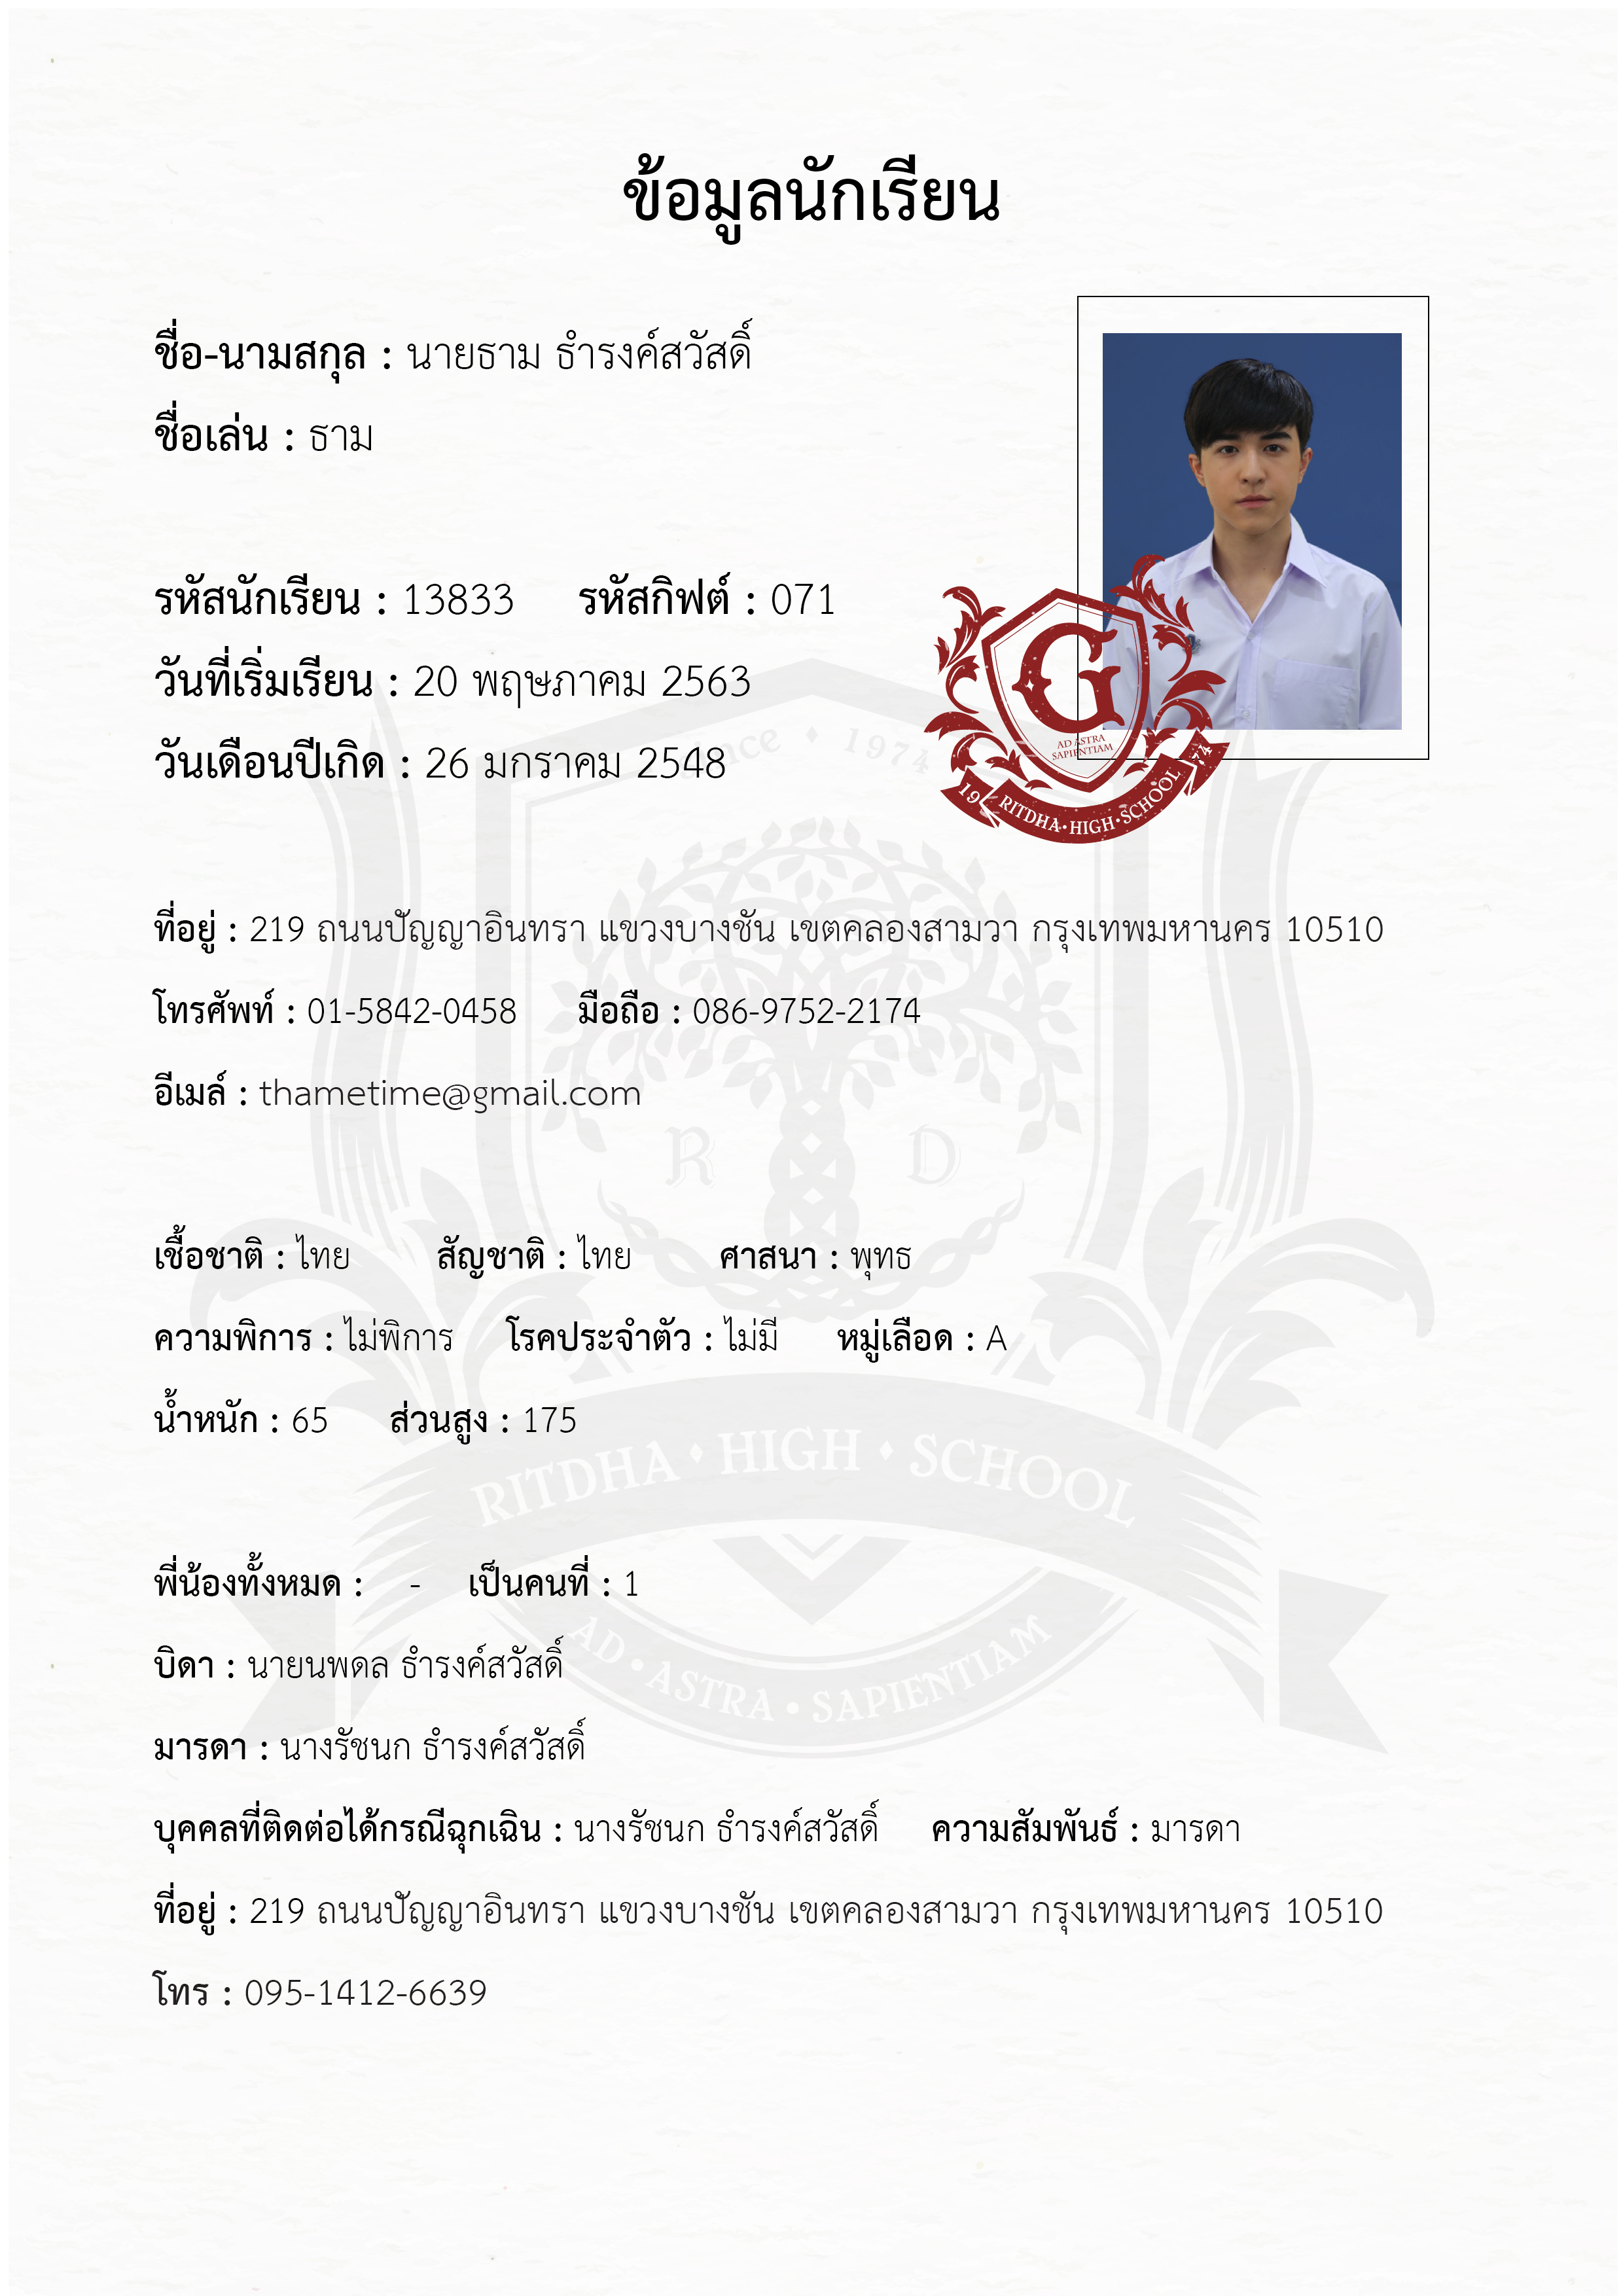 ข้อมูลนักเรียน
ชื่อ-นามสกุล : นายธาม ธำรงค์สวัสดิ์
ชื่อเล่น : ธาม
รหัสนักเรียน : 13833 รหัสกิฟต์ : 071
วันที่เริ่มเรียน : 20 พฤษภาคม 2563
วันเดือนปีเกิด : 26 มกราคม 2548
G
AD ASTRA
SAPIENTIAM
19 RITDHA•HIGH•SCHOOL 74
nce ♦ 1974
ที่อยู่ : 219 ถนนปัญญาอินทรา แขวงบางชัน เขตคลองสามวา กรุงเทพมหานคร 10510
โทรศัพท์ : 01-5842-0458 มือถือ : 086-9752-2174
อีเมล์ : thametime@gmail.com
R D
เชื้อชาติ : ไทย สัญชาติ : ไทย ศาสนา : พุทธ
ความพิการ : ไม่พิการ โรคประจำตัว : ไม่มี หมู่เลือด : A
น้ำหนัก : 65 ส่วนสูง : 175
RITDHA ♦ HIGH ♦ SCHOOL
พี่น้องทั้งหมด : - เป็นคนที่ : 1
บิดา : นายนพดล ธำรงค์สวัสดิ์
AD • ASTRA • SAPIENTIAM
มารดา : นางรัชนก ธำรงค์สวัสดิ์
บุคคลที่ติดต่อได้กรณีฉุกเฉิน : นางรัชนก ธำรงค์สวัสดิ์ ความสัมพันธ์ : มารดา
ที่อยู่ : 219 ถนนปัญญาอินทรา แขวงบางชัน เขตคลองสามวา กรุงเทพมหานคร 10510
โทร : 095-1412-6639